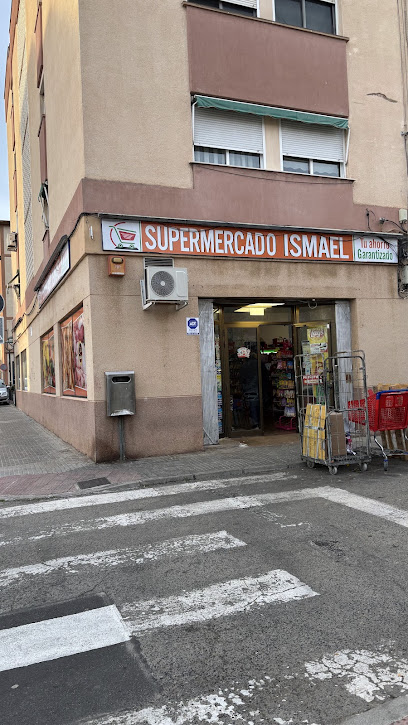 SUPERMERCADO ISMAEL
Tu ahorro
Garantizado